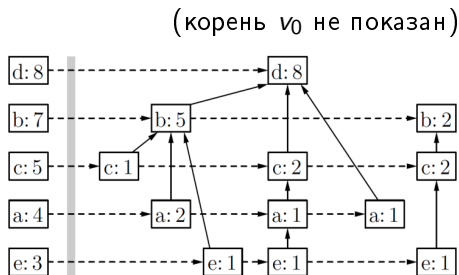 (корень v₀ не показан)
d: 8 d: 8
b: 7 b: 5 b: 2
c: 5 c: 1 c: 2 c: 2
a: 4 a: 2 a: 1 a: 1
e: 3 e: 1 e: 1 e: 1